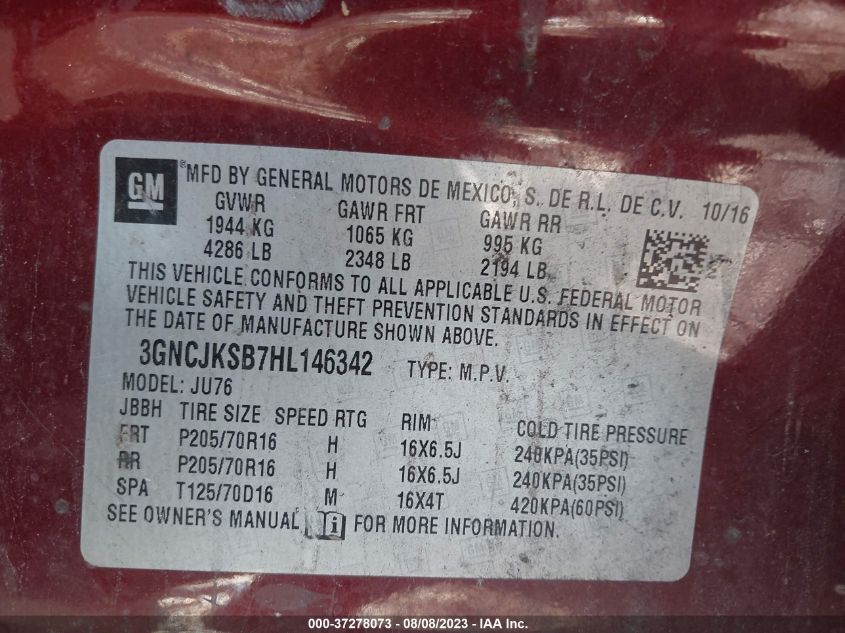 GM
®MFD BY GENERAL MOTORS DE MEXICO, S. DE R.L. DE C.V. 10/16
GVWR GAWR FRT GAWR RR
1944 KG 1065 KG 995 KG
4286 LB 2348 LB 2194 LB
THIS VEHICLE CONFORMS TO ALL APPLICABLE U.S. FEDERAL MOTOR
VEHICLE SAFETY AND THEFT PREVENTION STANDARDS IN EFFECT ON
THE DATE OF MANUFACTURE SHOWN ABOVE.
3GNCJKSB7HL146342 TYPE: M.P.V.
MODEL: JU76
JBBH TIRE SIZE SPEED RTG RIM COLD TIRE PRESSURE
FRT P205/70R16 H 16X6.5J 240KPA(35PSI)
RR P205/70R16 H 16X6.5J 240KPA(35PSI)
SPA T125/70D16 M 16X4T 420KPA(60PSI)
SEE OWNER'S MANUAL i FOR MORE INFORMATION.
000-37278073 - 08/08/2023 - IAA Inc.